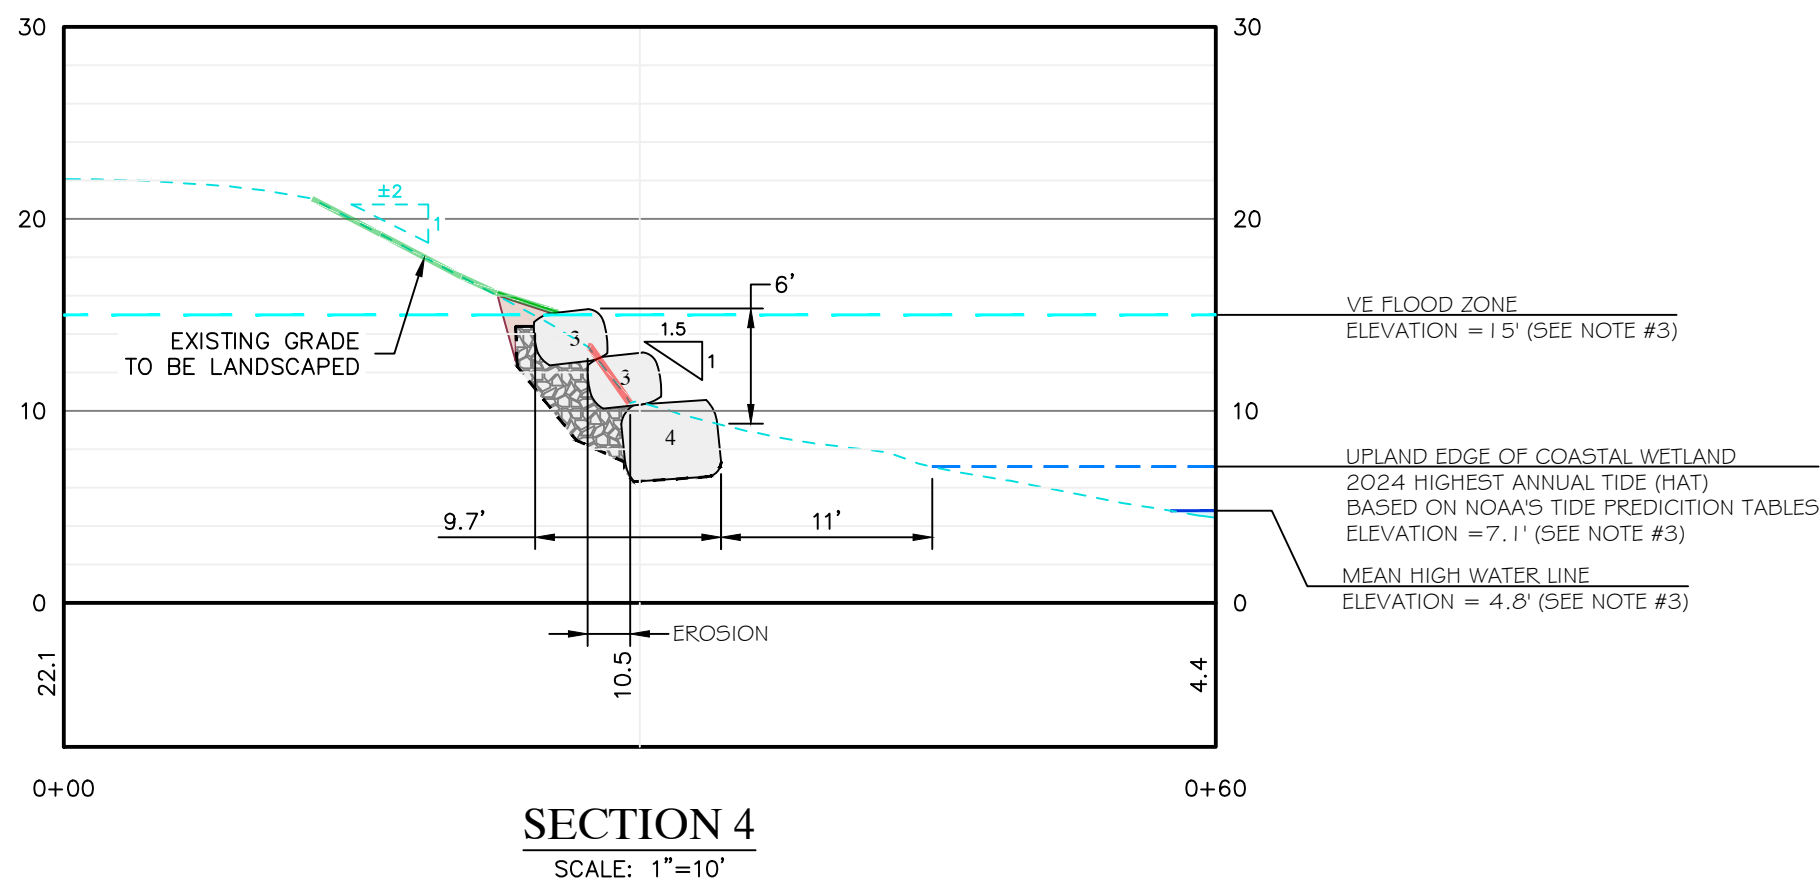 30
30
±2
1
20
20
6'
VE FLOOD ZONE
ELEVATION =15' (SEE NOTE #3)
EXISTING GRADE
TO BE LANDSCAPED
3
1.5
1
3
10
10
4
UPLAND EDGE OF COASTAL WETLAND
2024 HIGHEST ANNUAL TIDE (HAT)
BASED ON NOAA'S TIDE PREDICITION TABLES
ELEVATION =7.1' (SEE NOTE #3)
9.7'
11'
MEAN HIGH WATER LINE
ELEVATION = 4.8' (SEE NOTE #3)
0
0
EROSION
22.1
10.5
4.4
0+00
0+60
SECTION 4
SCALE: 1"=10'